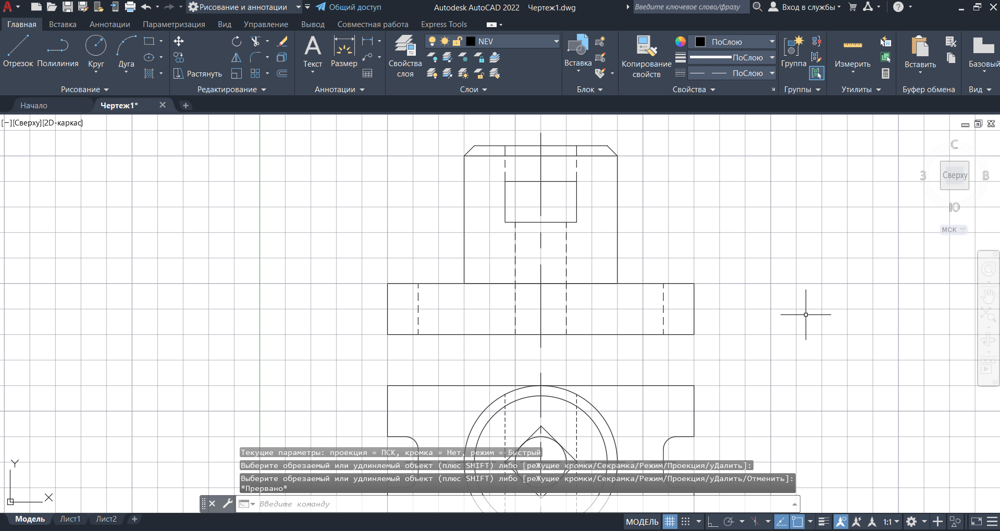 Рисование и аннотации
Общий доступ
Autodesk AutoCAD 2022 Чертеж1.dwg
Введите ключевое слово/фразу
Вход в службы
Главная Вставка Аннотации Параметризация Вид Управление Вывод Совместная работа Express Tools
Отрезок Полилиния Круг Дуга
Растянуть
Текст Размер
Свойства слоя
NEV
Вставка
Копирование свойств
ПоСлою
ПоСлою
ПоСлою
Группа
Измерить
Вставить
Базовый
Рисование Редактирование Аннотации Слои Блок Свойства Группы Утилиты Буфер обмена Вид
Начало Чертеж1*
[−][Сверху][2D-каркас]
С
З Сверху В
Ю
МСК
Текущие параметры: проекция = ПСК, кромка = Нет, режим = Быстрый
Выберите обрезаемый или удлиняемый объект (плюс SHIFT) либо [реЖущие кромки/Секрамка/Режим/Проекция/уДалить]:
Выберите обрезаемый или удлиняемый объект (плюс SHIFT) либо [реЖущие кромки/Секрамка/Режим/Проекция/уДалить/Отменить]:
*Прервано*
Y
X
Введите команду
Модель Лист1 Лист2
МОДЕЛЬ
1:1